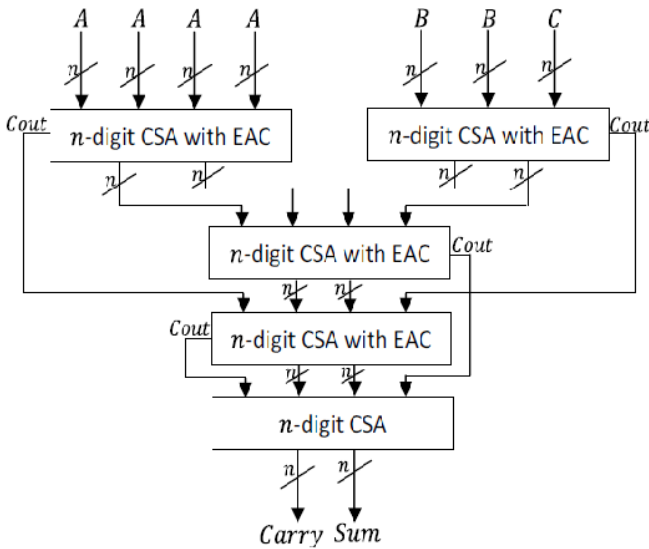 A A A A B B C
n n n n n n n
Cout n-digit CSA with EAC n-digit CSA with EAC Cout
n n n n
n-digit CSA with EAC Cout
n n
Cout n-digit CSA with EAC
n n
n-digit CSA
n n
Carry Sum